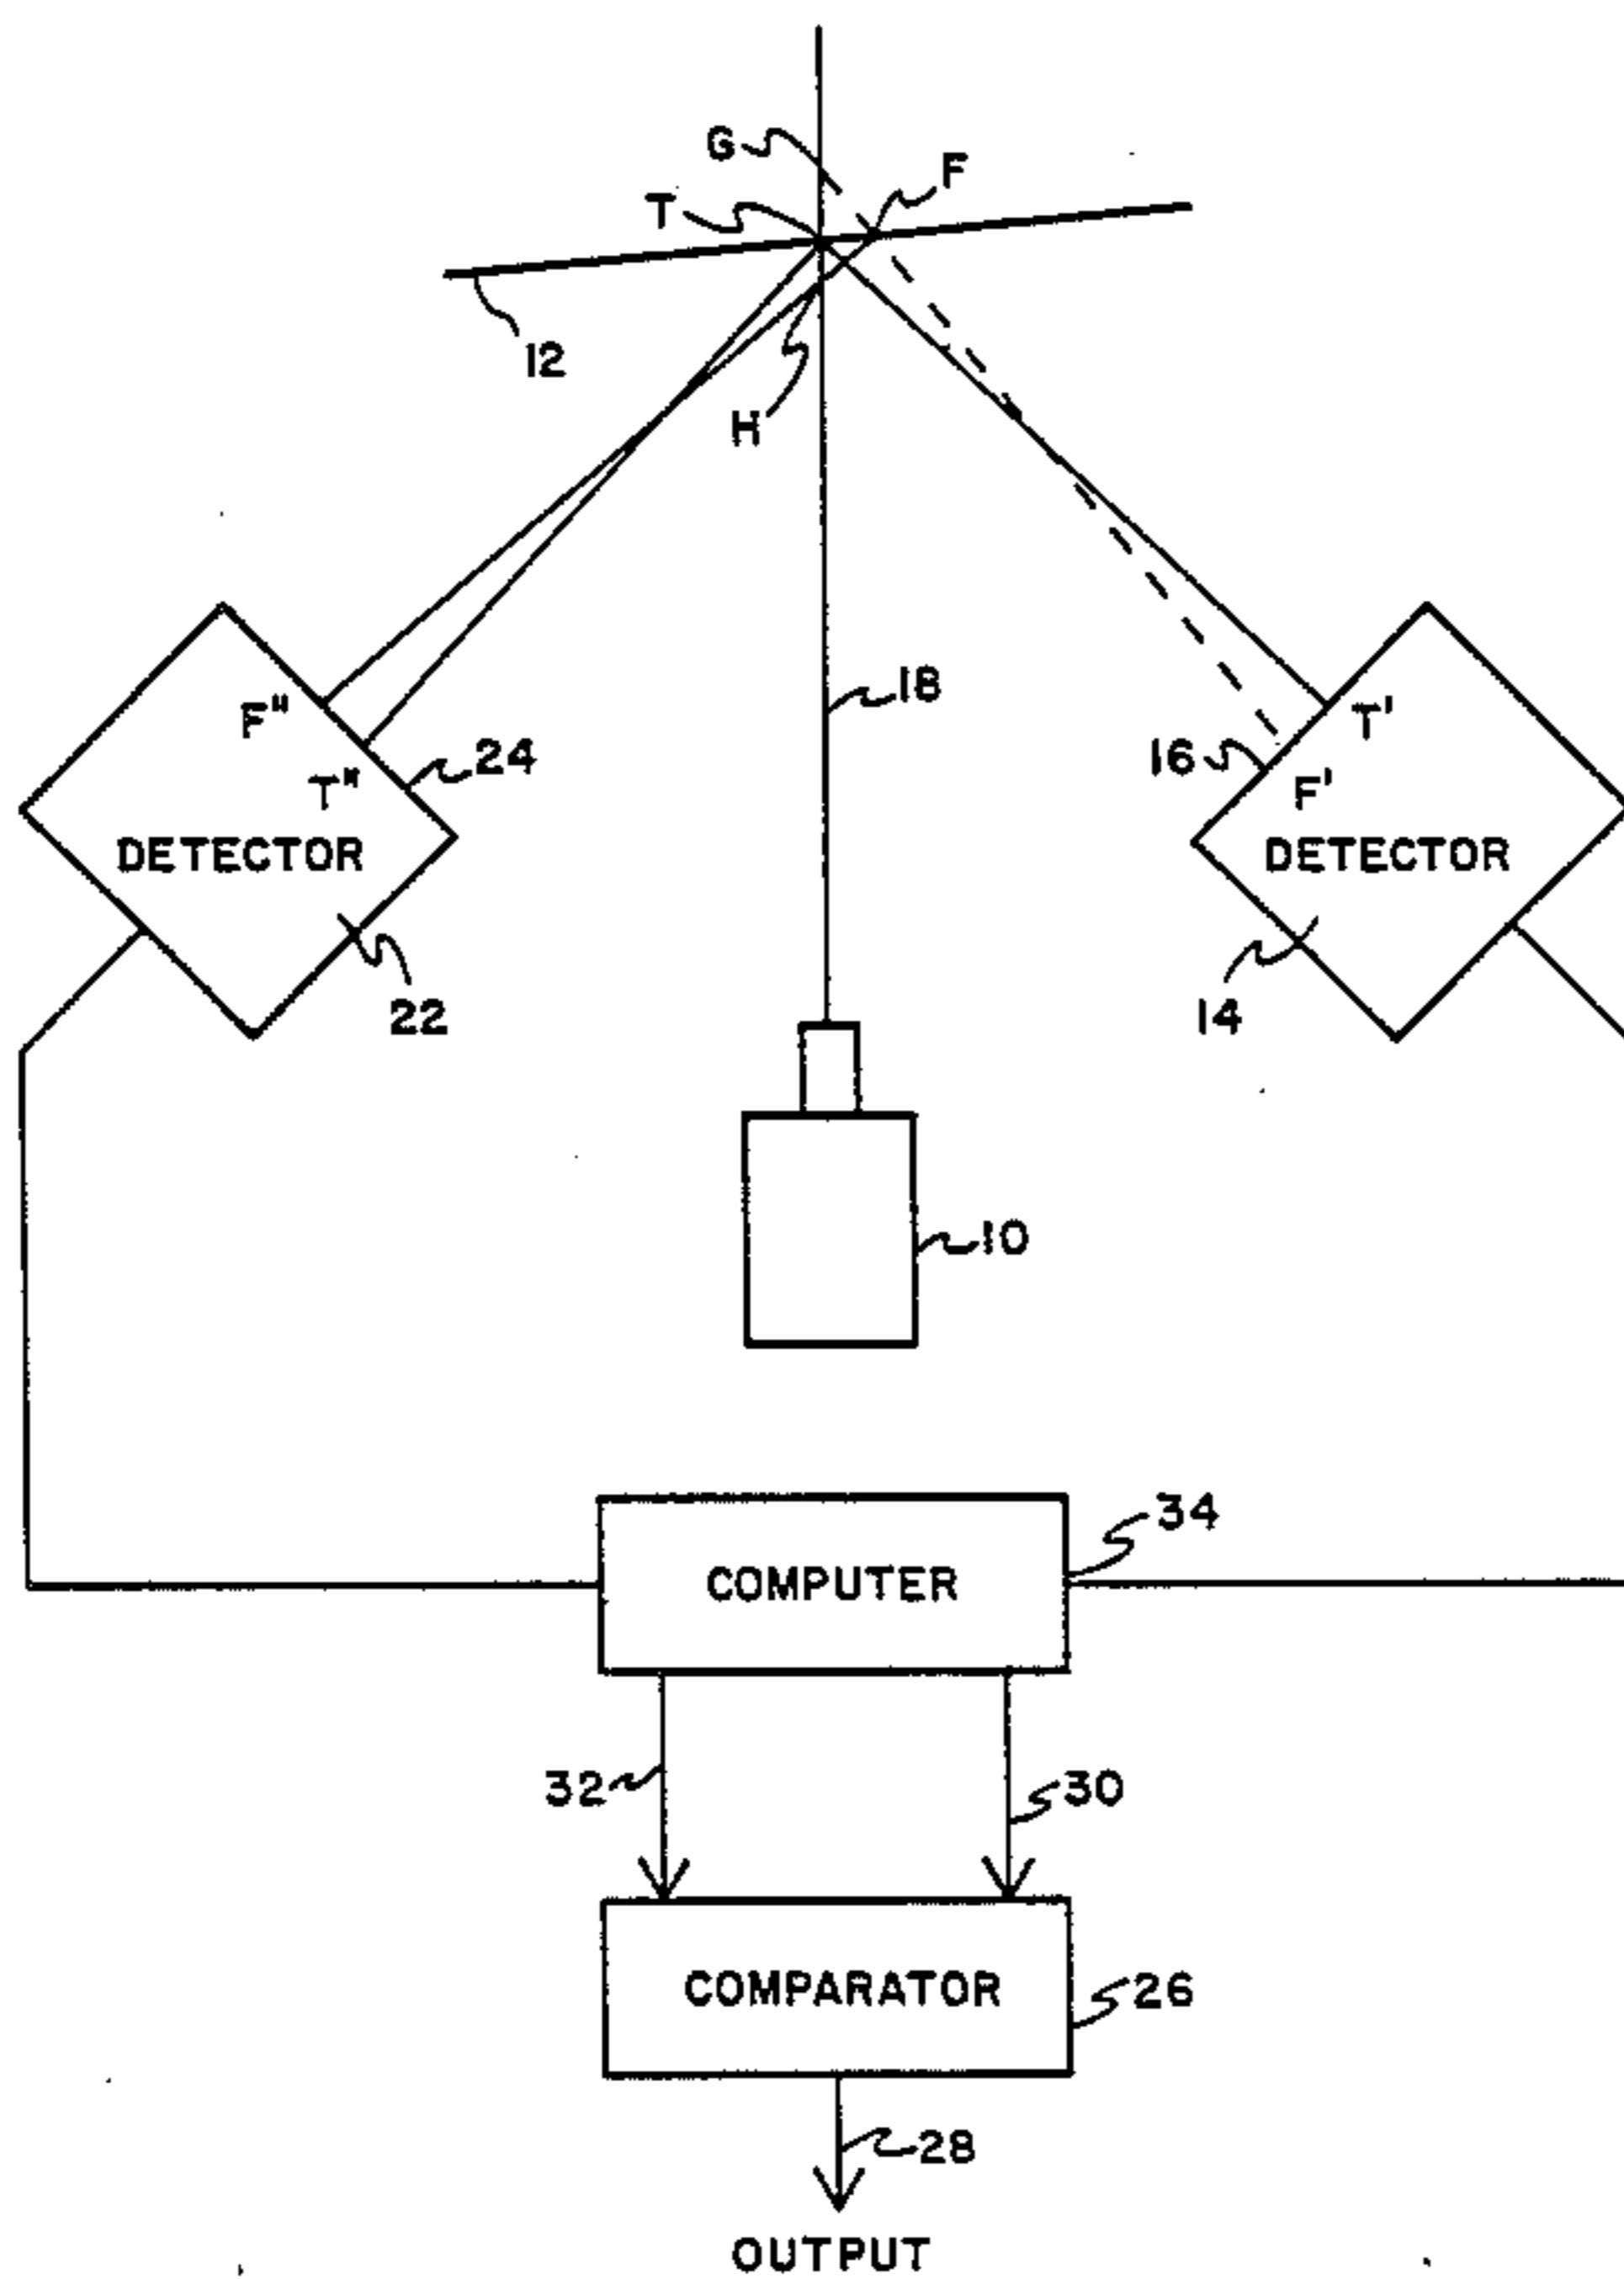 G
F
T
12
H
18
F"
T'
24
16
T"
F'
DETECTOR
DETECTOR
22
14
10
34
COMPUTER
32
30
COMPARATOR
26
28
OUTPUT